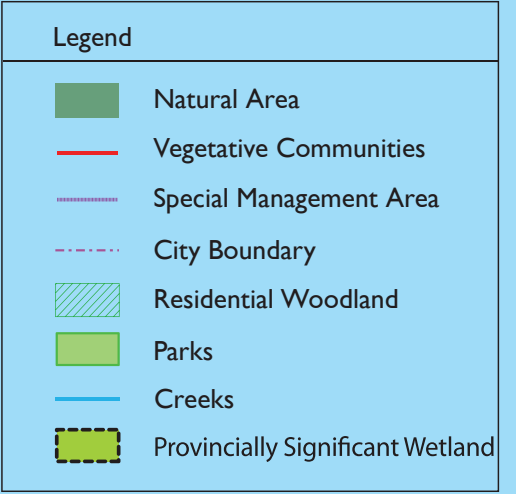 Legend
Natural Area
Vegetative Communities
Special Management Area
City Boundary
Residential Woodland
Parks
Creeks
Provincially Significant Wetland